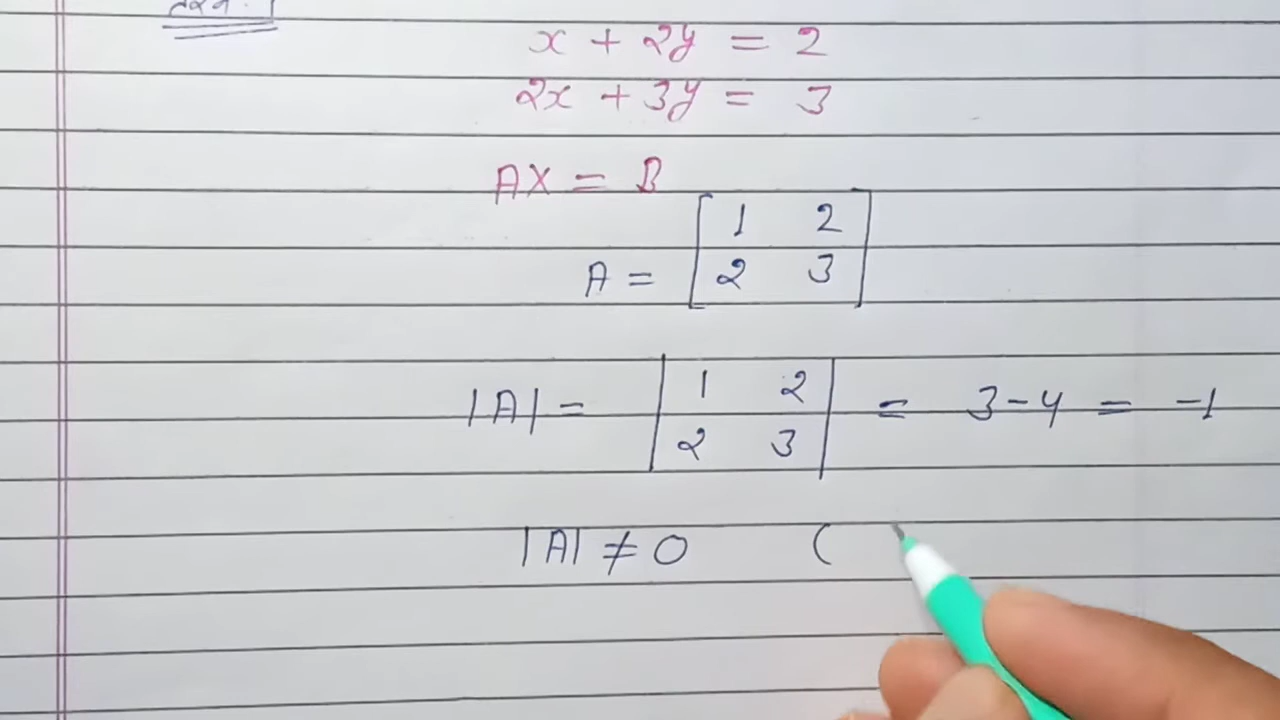 x + 2y = 2
2x + 3y = 3
AX = B
A = [1 2
2 3]
|A| = |1 2
2 3| = 3 - 4 = -1
|A| ≠ 0 (